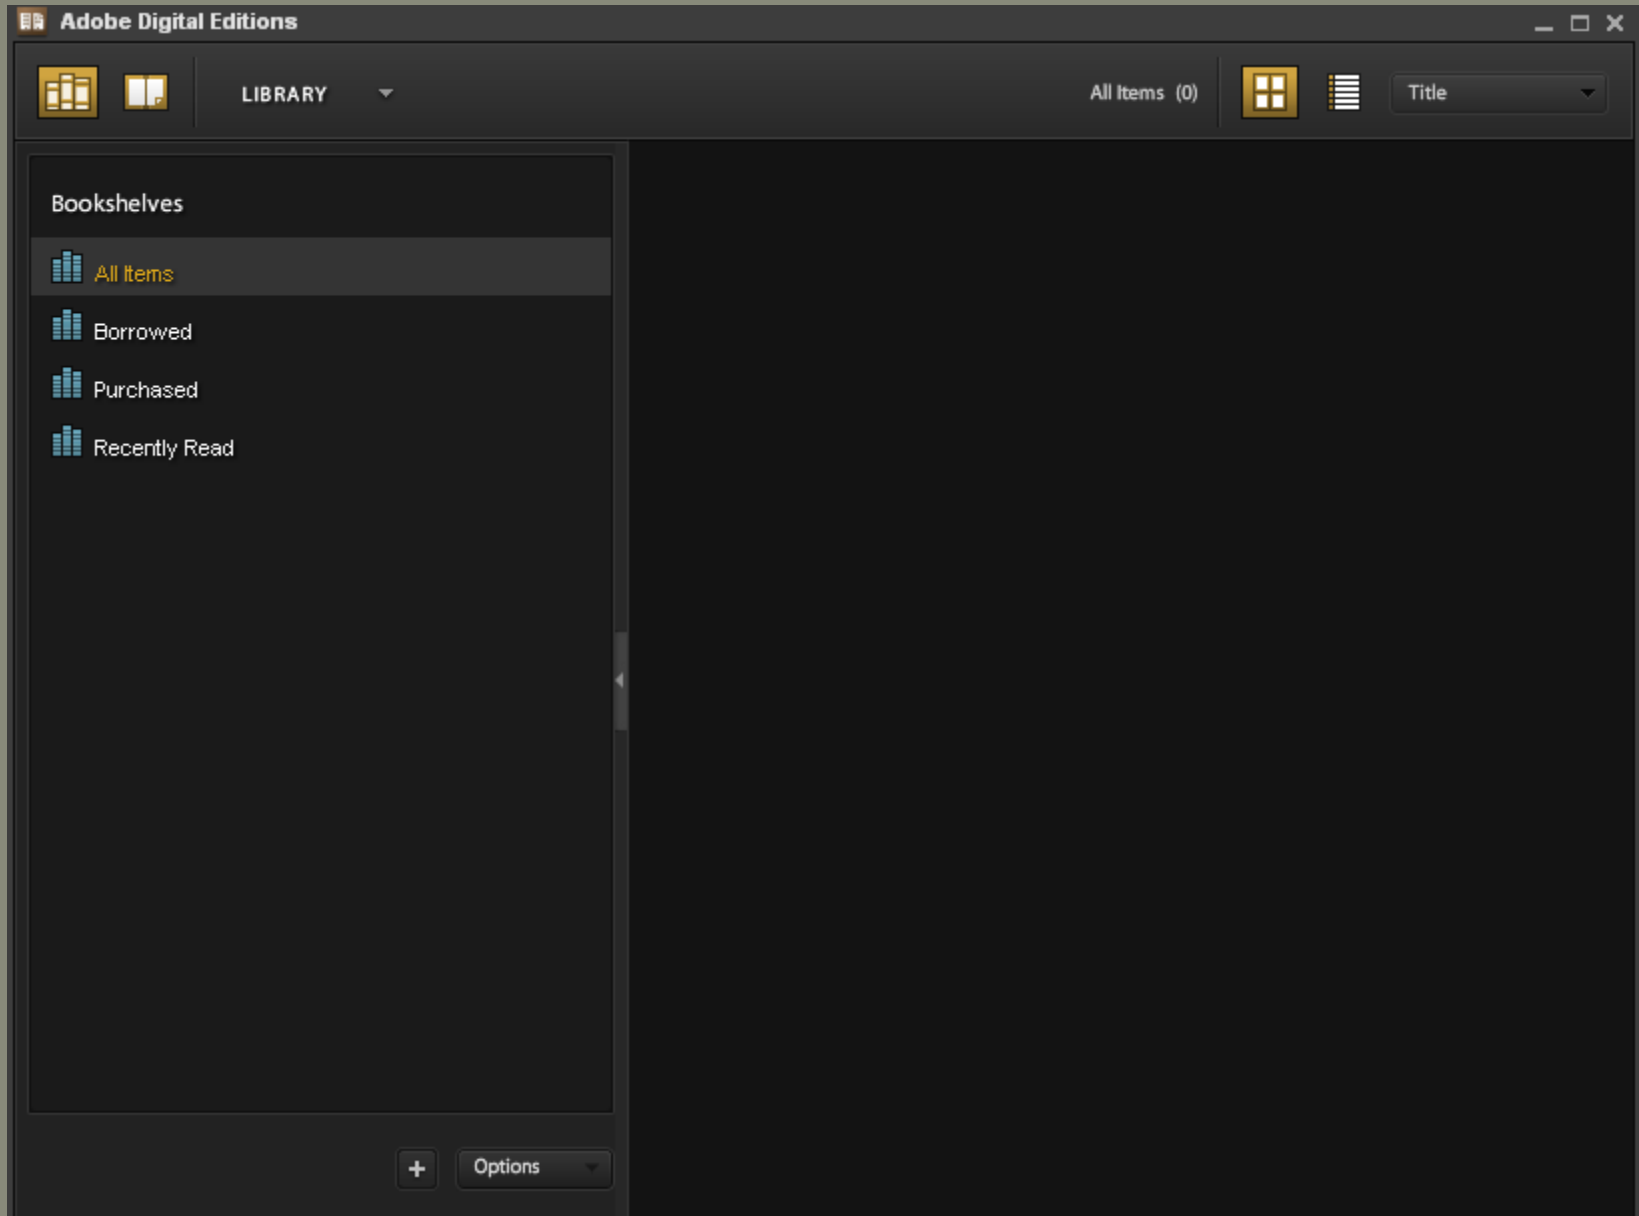 Adobe Digital Editions
LIBRARY
All Items (0)
Title
Bookshelves
All Items
Borrowed
Purchased
Recently Read
+
Options